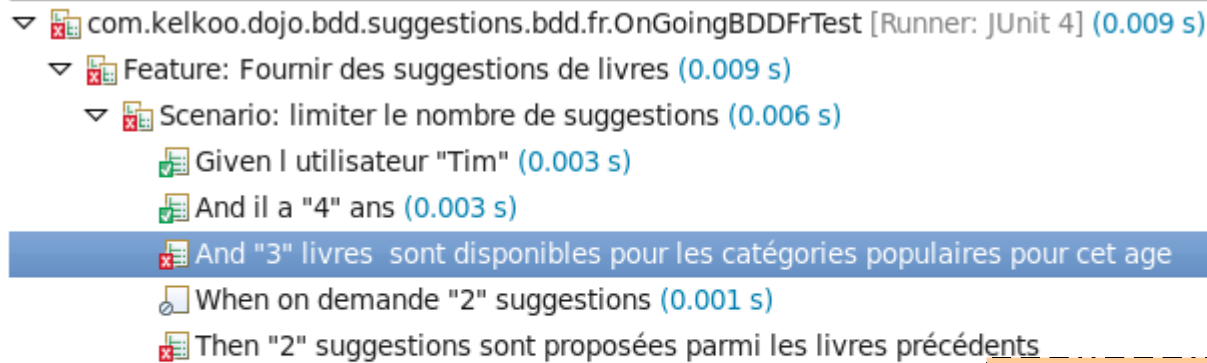 com.kelkoo.dojo.bdd.suggestions.bdd.fr.OnGoingBDDFrTest [Runner: JUnit 4] (0.009 s)
Feature: Fournir des suggestions de livres (0.009 s)
Scenario: limiter le nombre de suggestions (0.006 s)
Given l utilisateur "Tim" (0.003 s)
And il a "4" ans (0.003 s)
And "3" livres  sont disponibles pour les catégories populaires pour cet age
When on demande "2" suggestions (0.001 s)
Then "2" suggestions sont proposées parmi les livres précédents